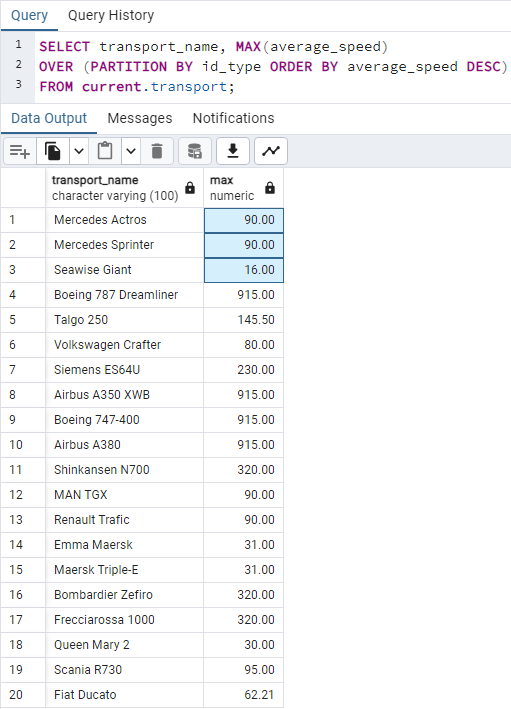 Query Query History
1 SELECT transport_name, MAX(average_speed)
2 OVER (PARTITION BY id_type ORDER BY average_speed DESC)
3 FROM current.transport;
Data Output Messages Notifications
transport_name max
character varying (100) numeric
1 Mercedes Actros 90.00
2 Mercedes Sprinter 90.00
3 Seawise Giant 16.00
4 Boeing 787 Dreamliner 915.00
5 Talgo 250 145.50
6 Volkswagen Crafter 80.00
7 Siemens ES64U 230.00
8 Airbus A350 XWB 915.00
9 Boeing 747-400 915.00
10 Airbus A380 915.00
11 Shinkansen N700 320.00
12 MAN TGX 90.00
13 Renault Trafic 90.00
14 Emma Maersk 31.00
15 Maersk Triple-E 31.00
16 Bombardier Zefiro 320.00
17 Frecciarossa 1000 320.00
18 Queen Mary 2 30.00
19 Scania R730 95.00
20 Fiat Ducato 62.21